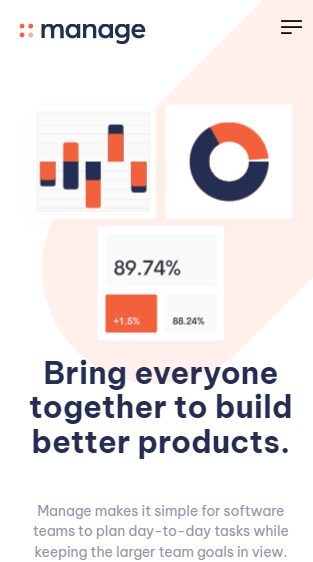 manage
89.74%
+1.5%
88.24%
Bring everyone
together to build
better products.
Manage makes it simple for software
teams to plan day-to-day tasks while
keeping the larger team goals in view.